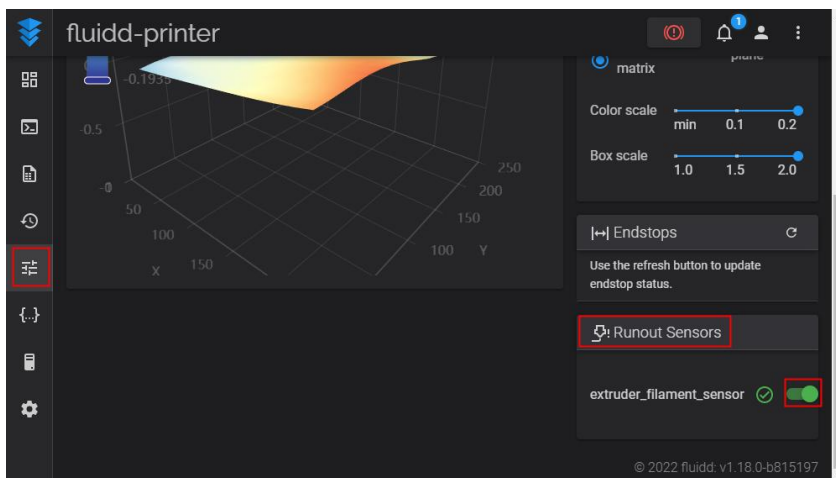 fluidd-printer
1
-0.1935
-0.5
-0
50
100
150
X
100
150
200
250
Y
matrix
plane
Color scale
min 0.1 0.2
Box scale
1.0 1.5 2.0
Endstops
Use the refresh button to update
endstop status.
Runout Sensors
extruder_filament_sensor
{...}
© 2022 fluidd: v1.18.0-b815197